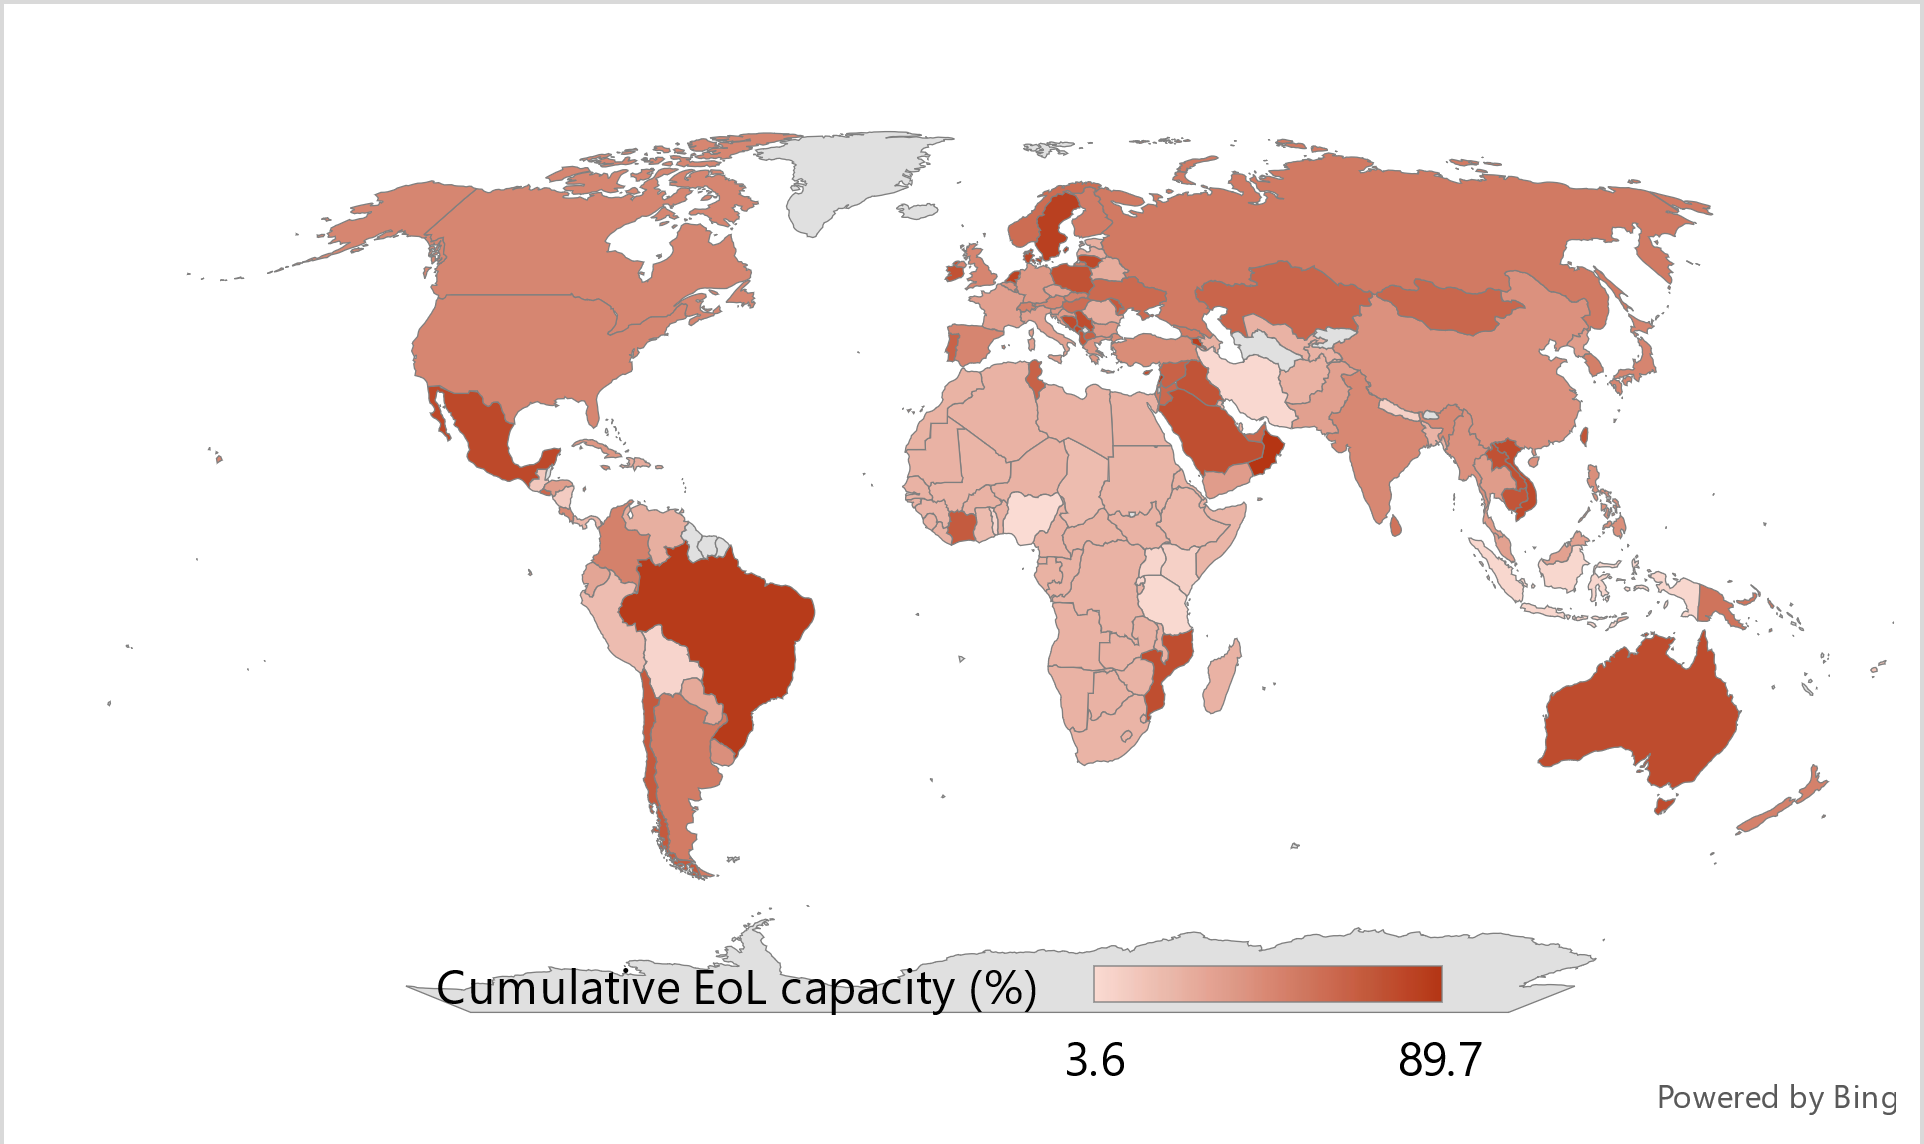 Cumulative EoL capacity (%)
3.6 89.7
Powered by Bing